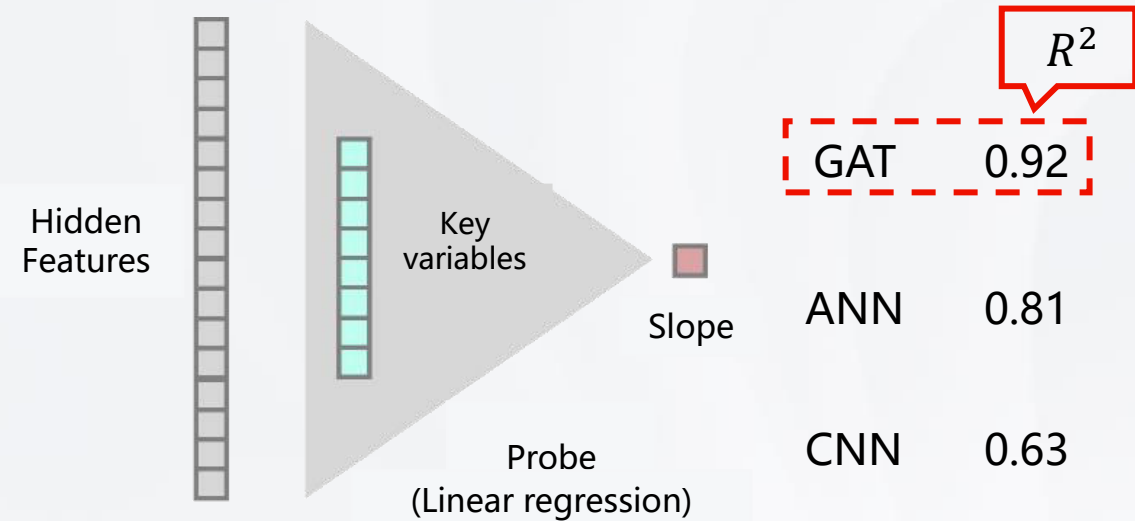 R²
GAT 0.92
Hidden
Features
Key
variables
Slope
ANN 0.81
CNN 0.63
Probe
(Linear regression)